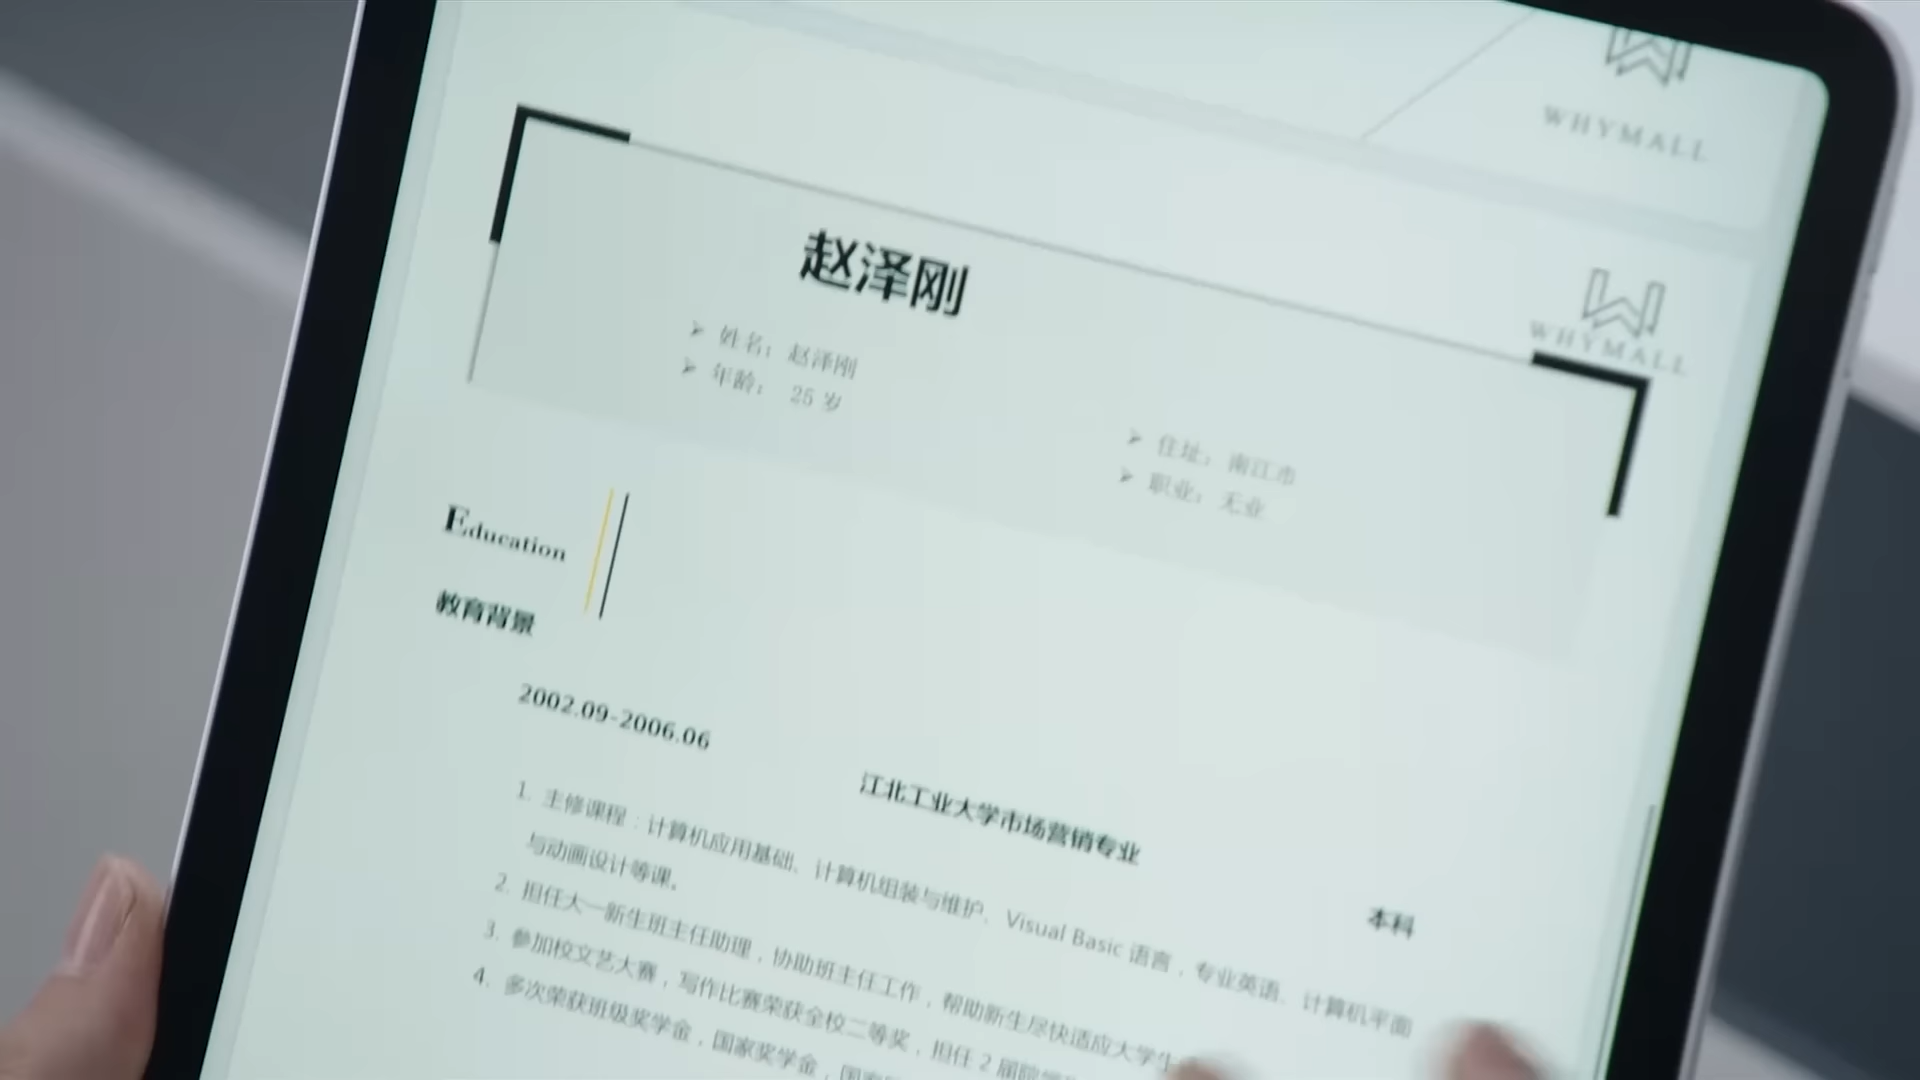 WHYMALL
WHYMALL
赵泽刚
➢ 姓名：赵泽刚
➢ 年龄： 25 岁
➢ 住址：南江市
➢ 职业：无业
Education
教育背景
2002.09-2006.06
江北工业大学市场营销专业
本科
1. 主修课程：计算机应用基础、计算机组装与维护、Visual Basic 语言，专业英语、计算机平面
与动画设计等课。
2. 担任大一新生班主任助理，协助班主任工作，帮助新生尽快适应大学生
3. 参加校文艺大赛，写作比赛荣获全校二等奖，担任 2 届院学
4. 多次荣获班级奖学金，国家奖学金，国家